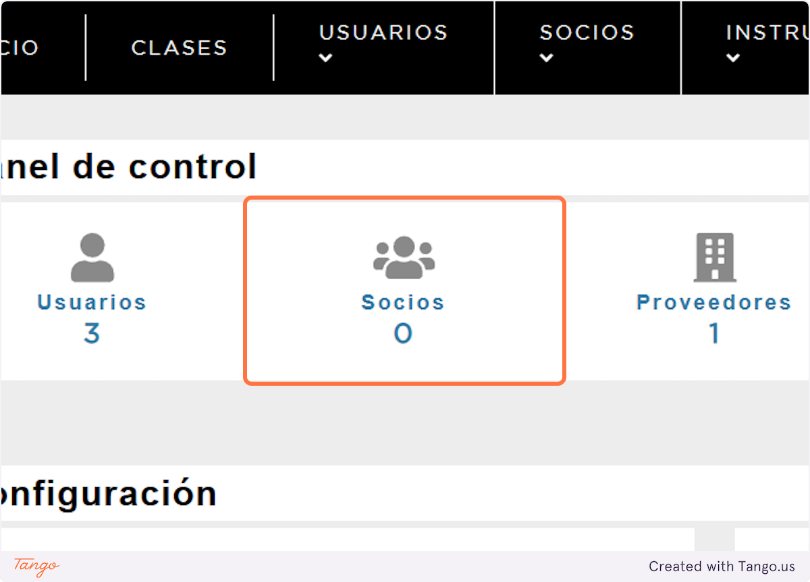 CIO CLASES USUARIOS SOCIOS INSTRU
anel de control
Usuarios Socios Proveedores
3 0 1
onfiguración
Tango Created with Tango.us